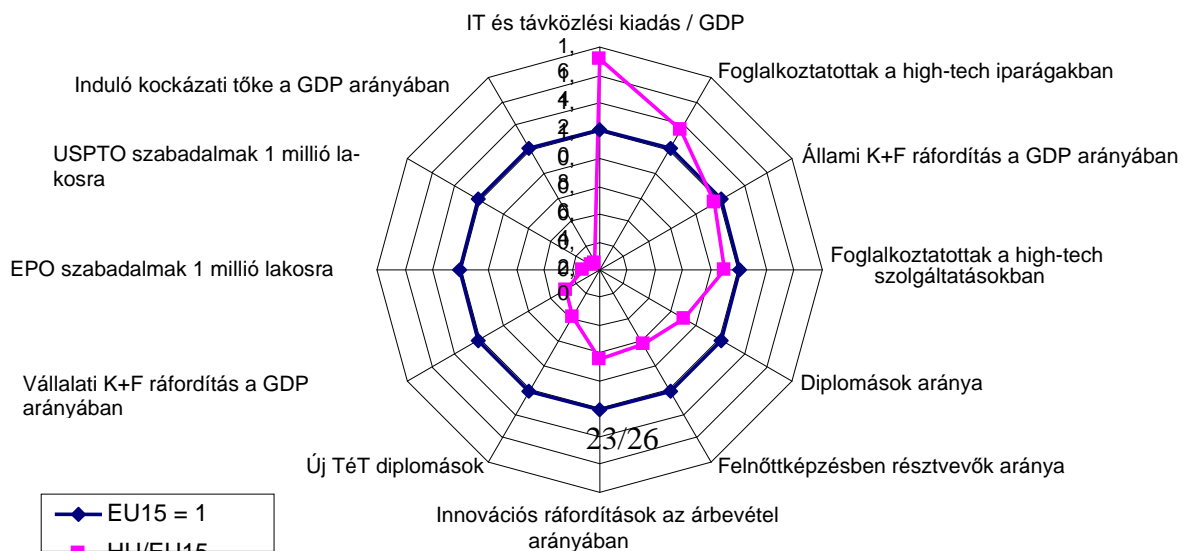 IT és távközlési kiadás / GDP
Induló kockázati tőke a GDP arányában
Foglalkoztatottak a high-tech iparágakban
USPTO szabadalmak 1 millió la-
kosra
Állami K+F ráfordítás a GDP arányában
EPO szabadalmak 1 millió lakosra
Foglalkoztatottak a high-tech
szolgáltatásokban
Vállalati K+F ráfordítás a GDP
arányában
Diplomások aránya
Új TéT diplomások
Felnőttképzésben résztvevők aránya
Innovációs ráfordítások az árbevétel
arányában
23/26
EU15 = 1
HU/EU15